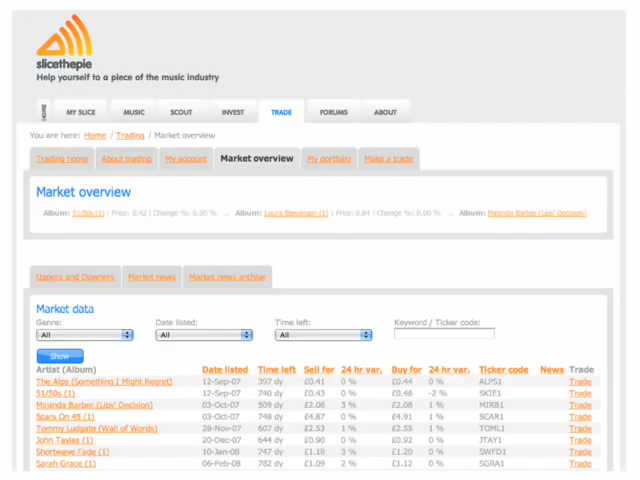 slicethepie
Help yourself to a piece of the music industry
HOME MY SLICE MUSIC SCOUT INVEST TRADE FORUMS ABOUT
You are here: Home / Trading / Market overview
Trading home About trading My account Market overview My portfolio Make a trade
Market overview
Album: 51/50s (1) | Price: 0.42 | Change %: 0.00 % ... Album: Laura Stevenson (1) | Price: 0.84 | Change %: 0.00 % ... Album: Miranda Barber (Lips' Decision)
Uppers and Downers Market news Market news archive
Market data
Genre: Date listed: Time left: Keyword / Ticker code:
All All All
Show
Artist (Album) Date listed Time left Sell for 24 hr var. Buy for 24 hr var. Ticker code News Trade
The Alps (Something I Might Regret) 12-Sep-07 397 dy £0.41 0 % £0.44 0 % ALPS1 Trade
51/50s (1) 12-Sep-07 740 dy £0.43 0 % £0.46 -2 % SKIE1 Trade
Miranda Barber (Lips' Decision) 03-Oct-07 509 dy £2.06 3 % £2.08 1 % MIRB1 Trade
Scars On 45 (1) 03-Oct-07 748 dy £4.87 0 % £4.91 1 % SCAR1 Trade
Tommy Ludgate (Wall of Words) 28-Nov-07 607 dy £2.53 1 % £2.55 1 % TOML1 Trade
John Tavies (1) 20-Dec-07 644 dy £0.90 0 % £0.92 0 % JTAY1 Trade
Shortwave Fade (1) 10-Jan-08 747 dy £1.18 3 % £1.20 0 % SWFD1 Trade
Sarah Grace (1) 06-Feb-08 782 dy £1.09 2 % £1.12 0 % SGRA1 Trade